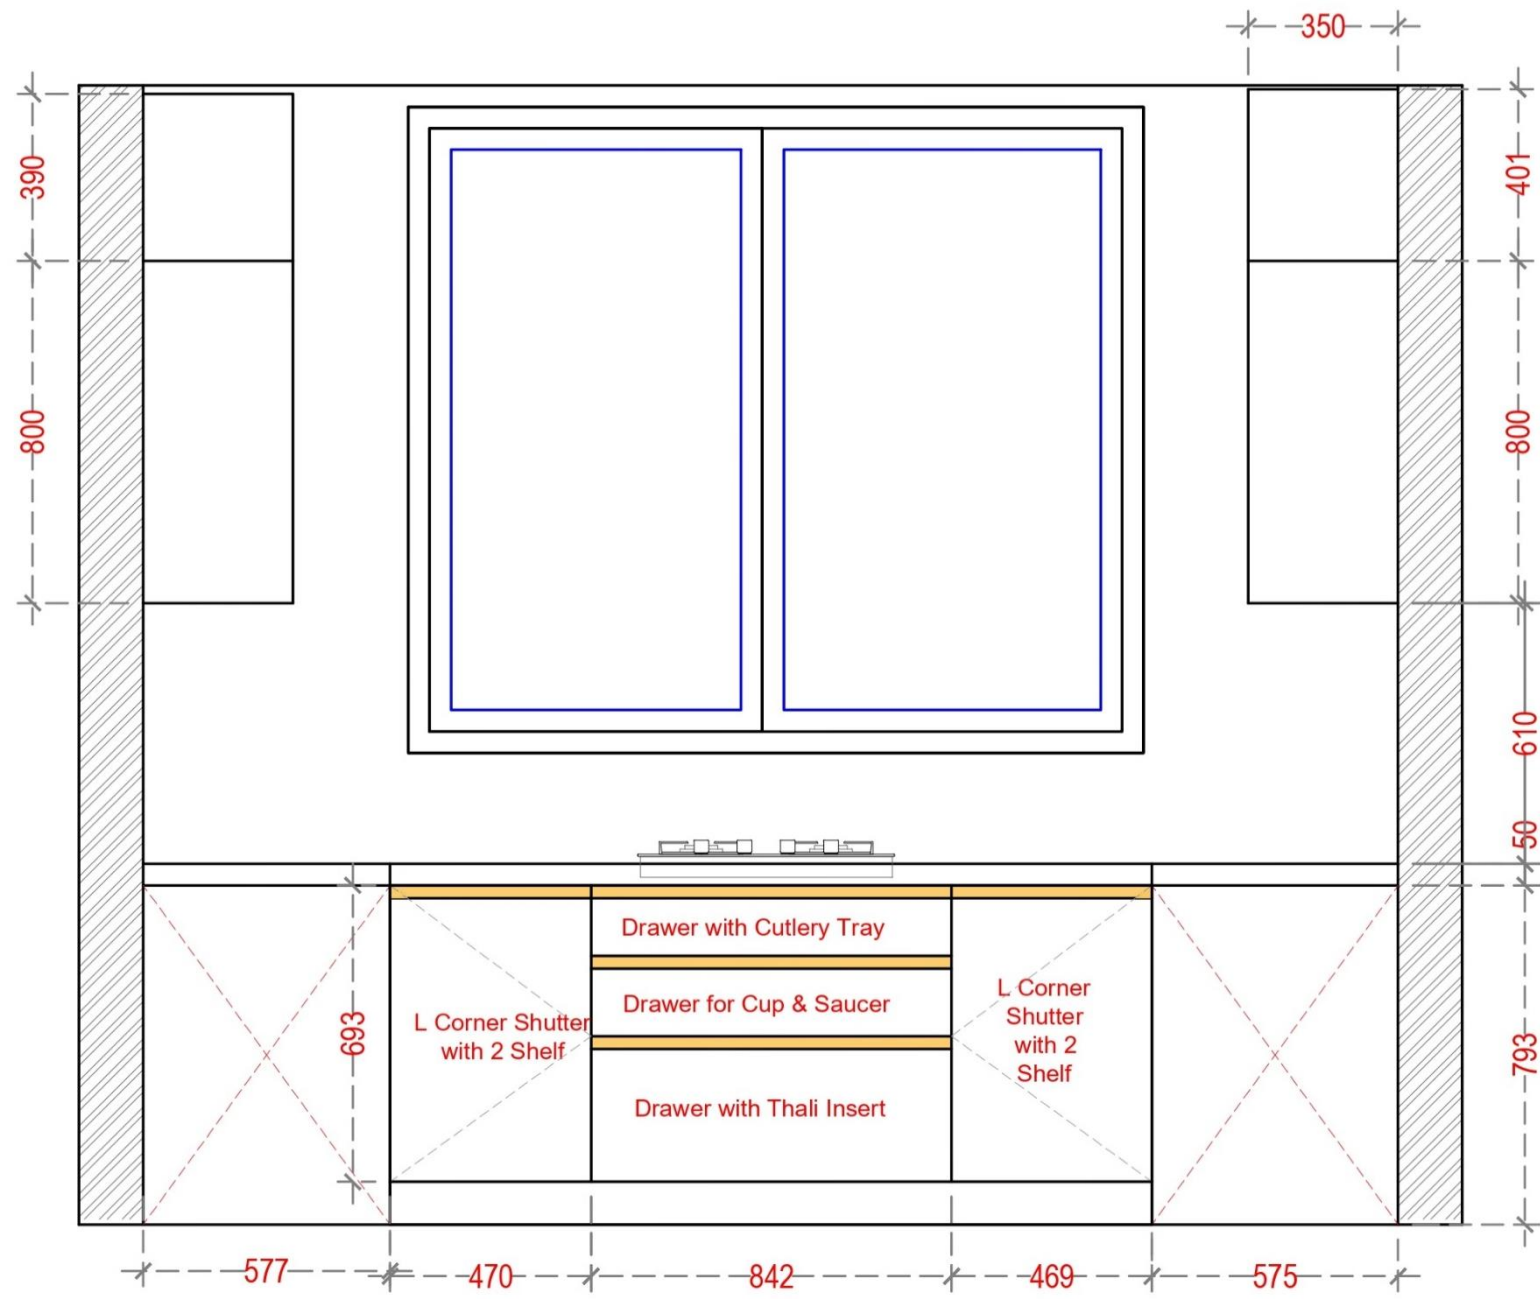 350
390
401
800
800
610
50
Drawer with Cutlery Tray
Drawer for Cup & Saucer
L Corner
Shutter
with 2
Shelf
L Corner Shutter
with 2 Shelf
693
793
Drawer with Thali Insert
577
470
842
469
575